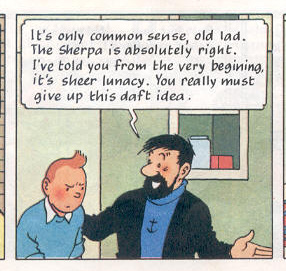 It's only common sense, old lad.
The Sherpa is absolutely right.
I've told you from the very begining,
it's sheer lunacy. You really must
give up this daft idea.